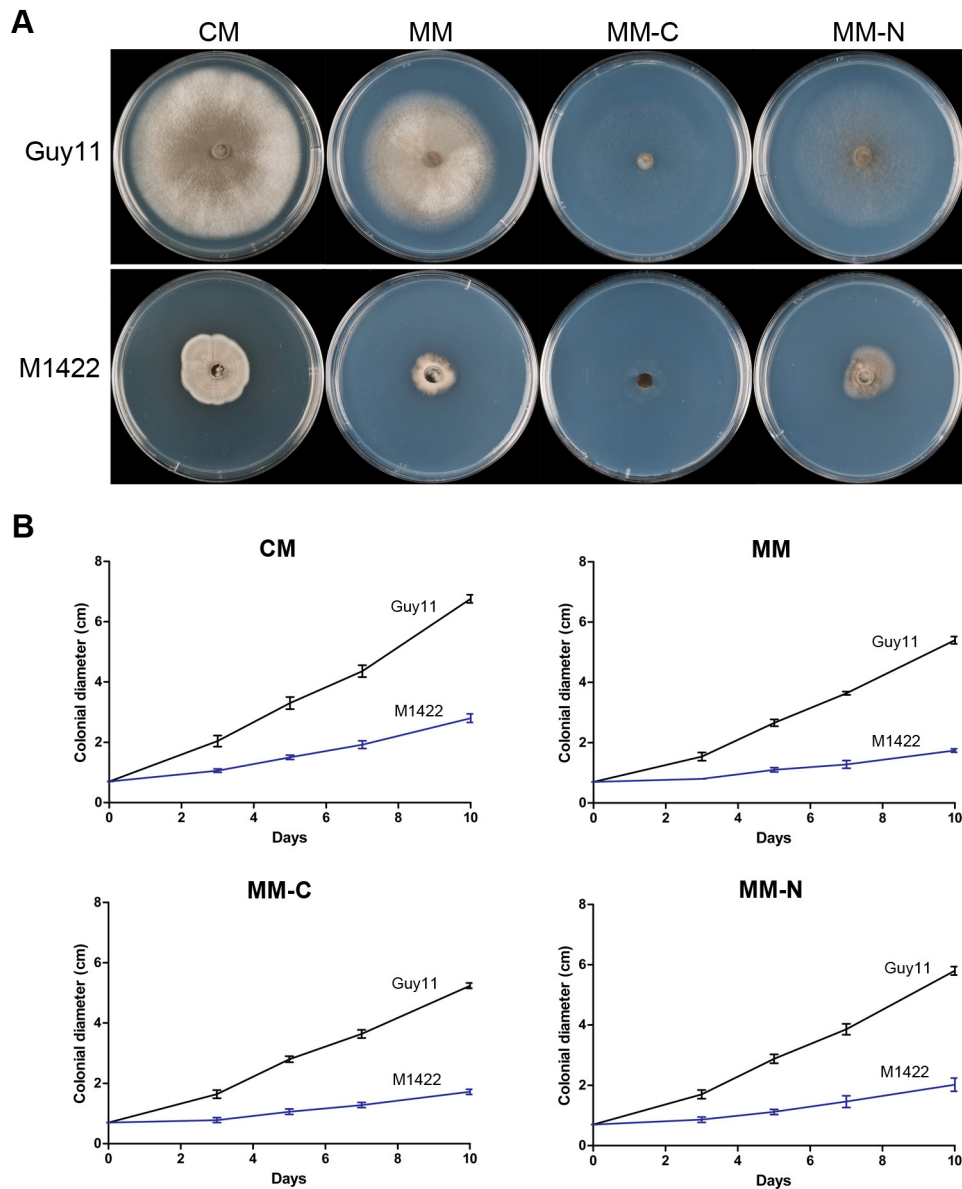 A
CM MM MM-C MM-N
Guy11
M1422
B
CM
Colonial diameter (cm)
8
6
4
2
0
Guy11
M1422
0 2 4 6 8 10
Days
MM
Colonial diameter (cm)
8
6
4
2
0
Guy11
M1422
0 2 4 6 8 10
Days
MM-C
Colonial diameter (cm)
8
6
4
2
0
Guy11
M1422
0 2 4 6 8 10
Days
MM-N
Colonial diameter (cm)
8
6
4
2
0
Guy11
M1422
0 2 4 6 8 10
Days